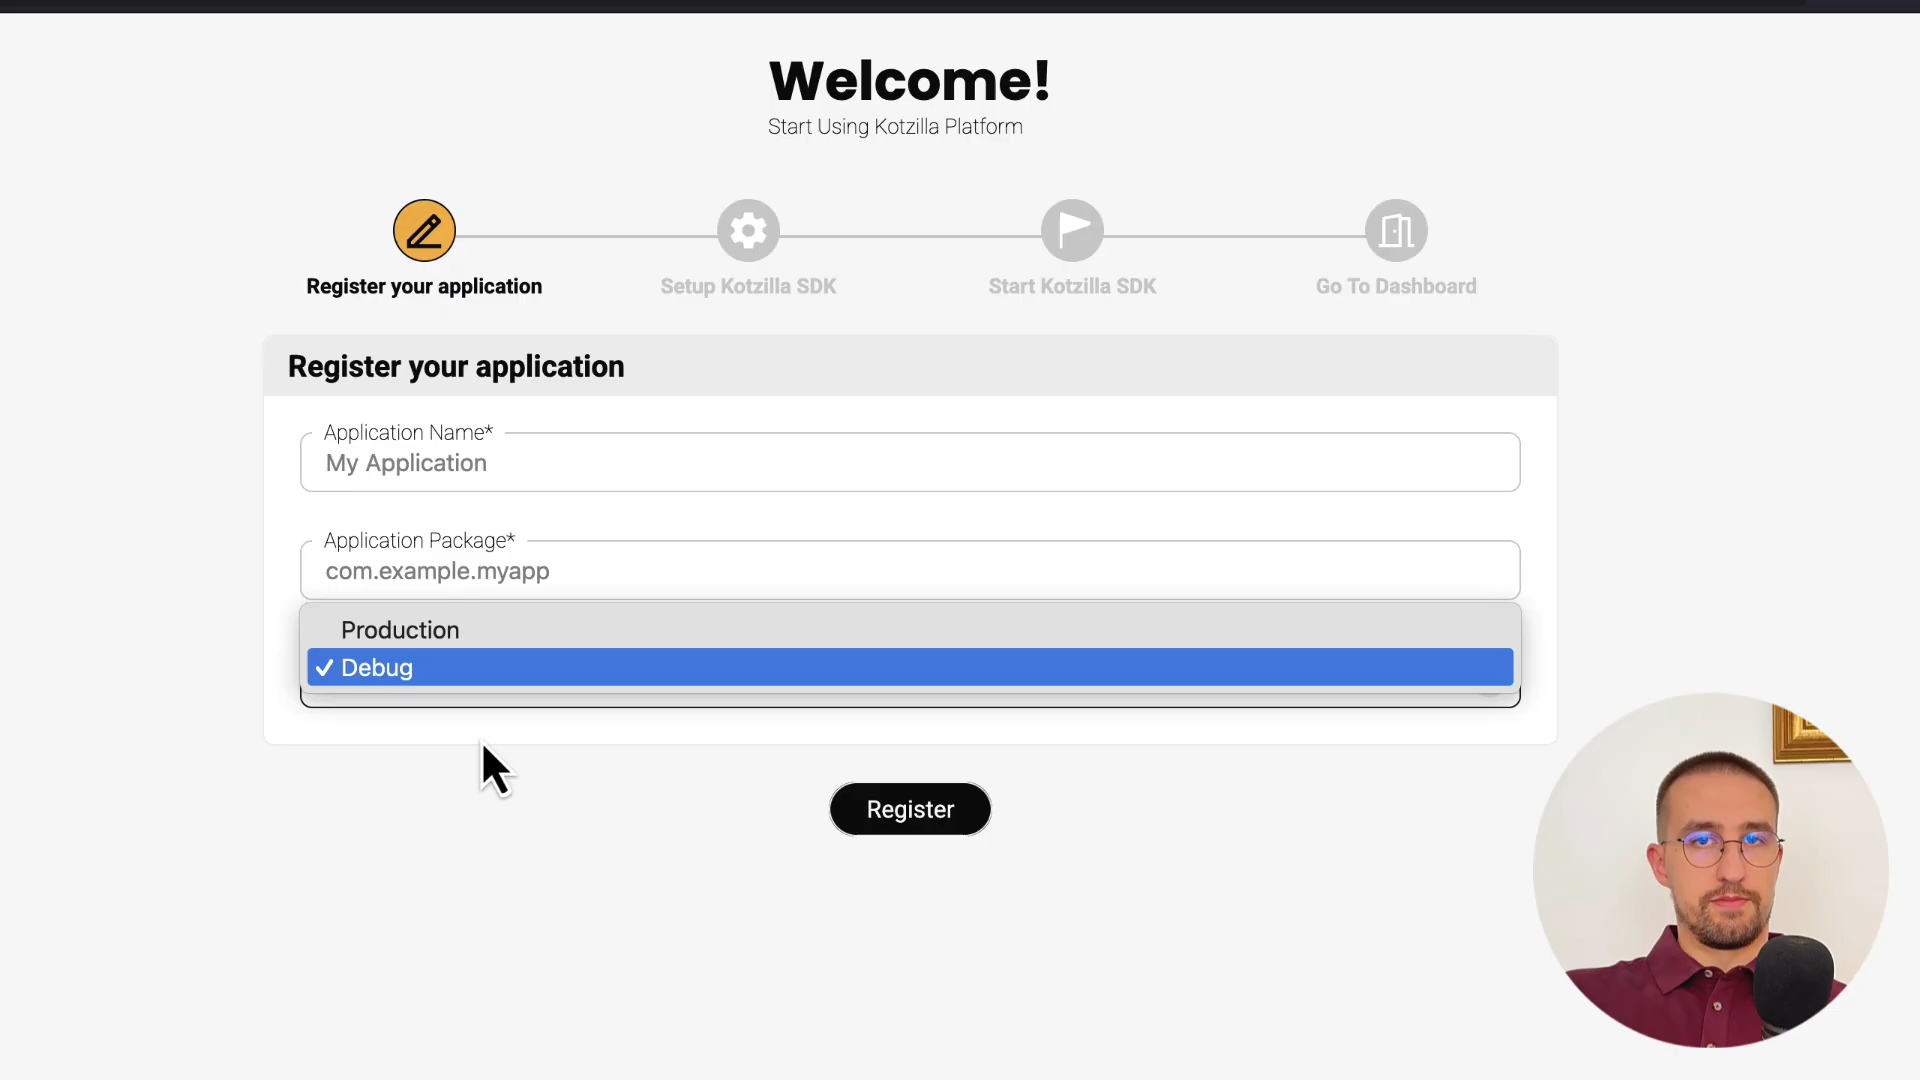 Welcome!
Start Using Kotzilla Platform
Register your application
Setup Kotzilla SDK
Start Kotzilla SDK
Go To Dashboard
Register your application
Application Name*
My Application
Application Package*
com.example.myapp
Production
✓ Debug
Register